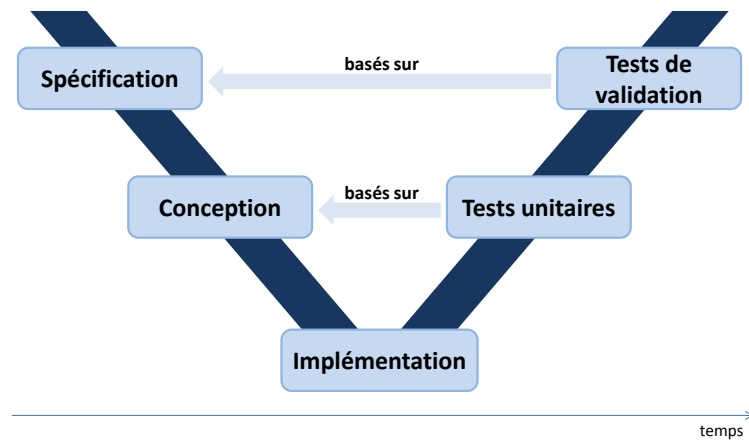 Spécification
basés sur
Tests de
validation
Conception
basés sur
Tests unitaires
Implémentation
temps